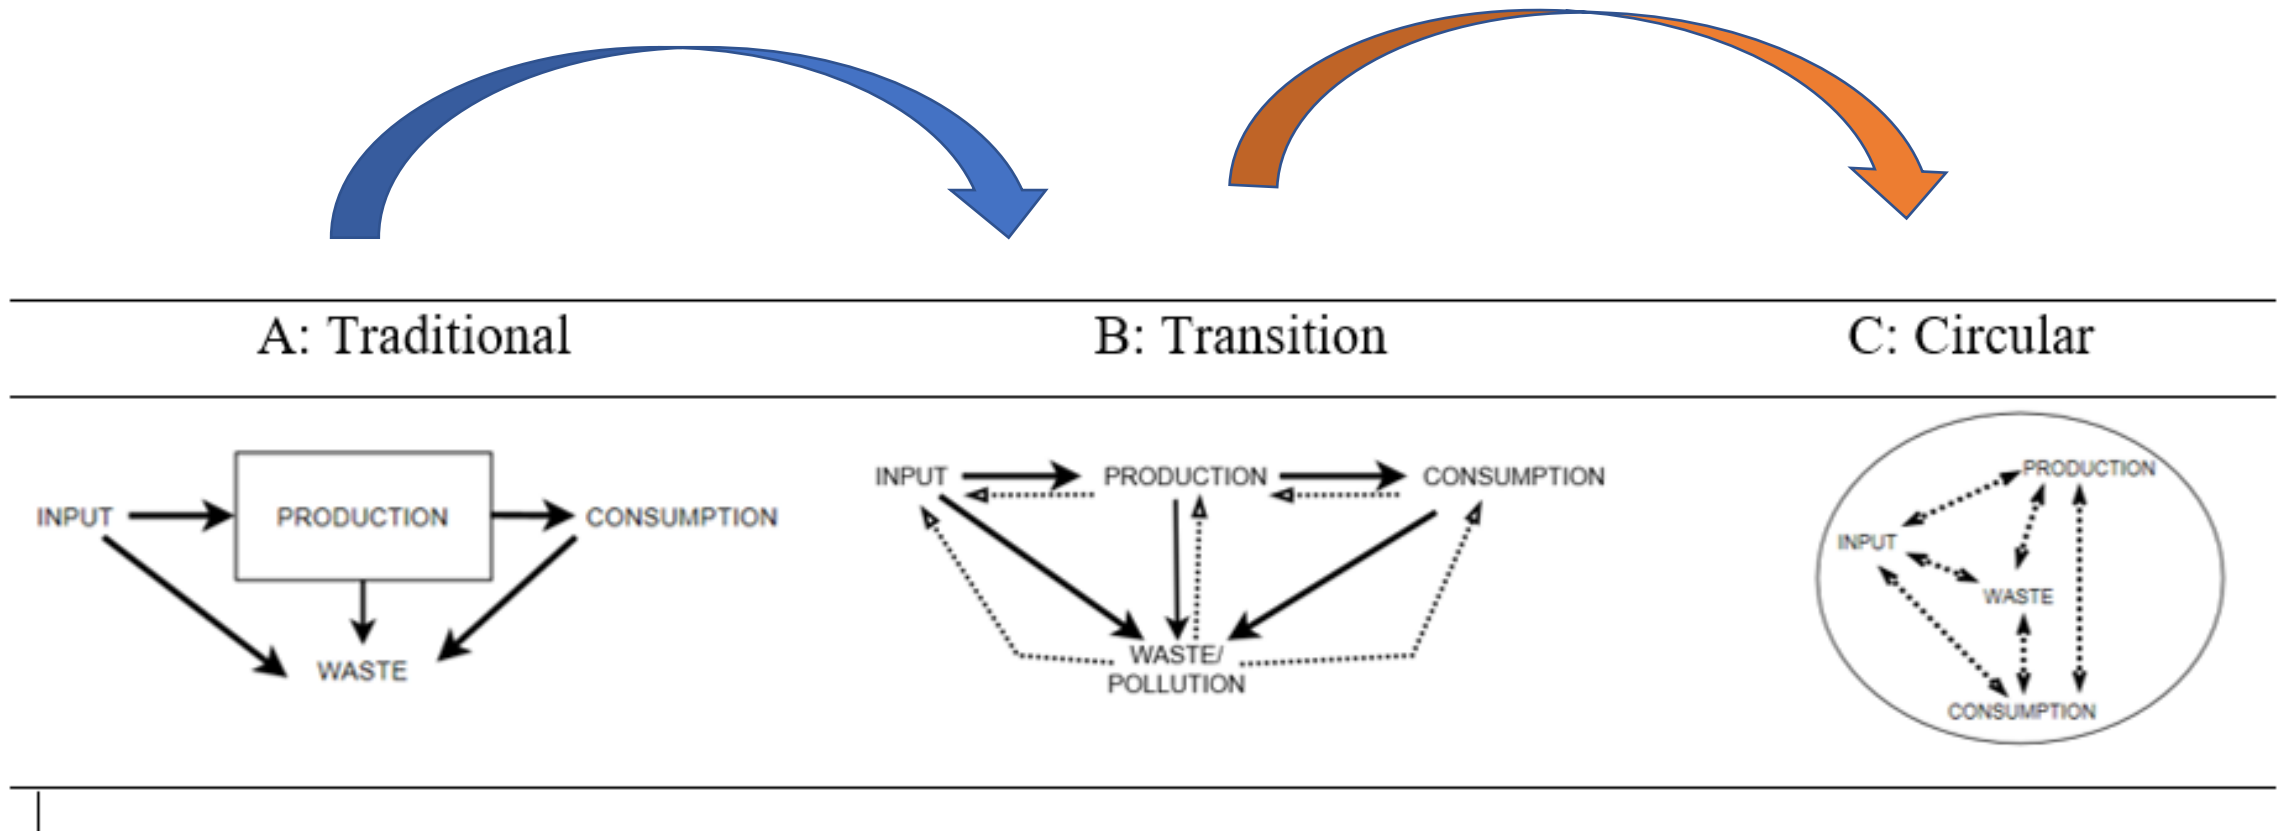 A: Traditional
B: Transition
C: Circular
INPUT
PRODUCTION
CONSUMPTION
WASTE
INPUT
PRODUCTION
CONSUMPTION
WASTE/
POLLUTION
PRODUCTION
INPUT
WASTE
CONSUMPTION